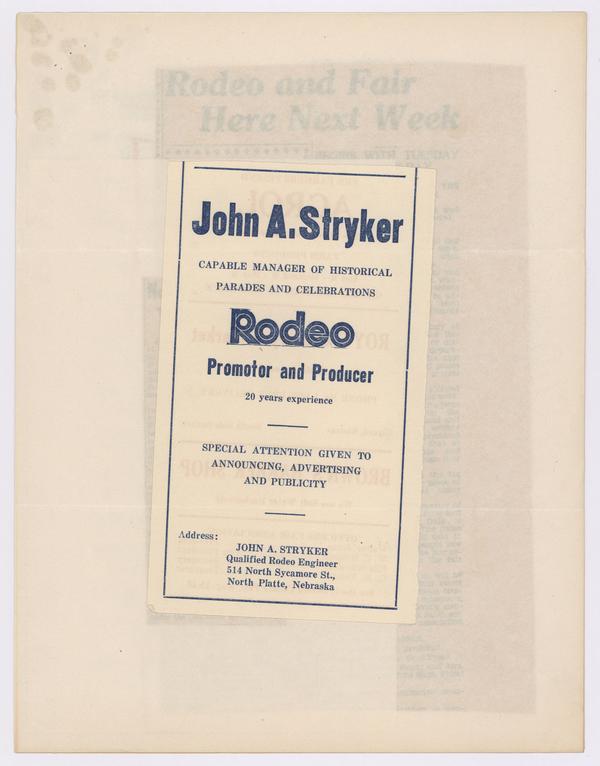 Rodeo and Fair
Here Next Week
John A. Stryker
CAPABLE MANAGER OF HISTORICAL
PARADES AND CELEBRATIONS
Rodeo
Promotor and Producer
20 years experience
SPECIAL ATTENTION GIVEN TO
ANNOUNCING, ADVERTISING
AND PUBLICITY
Address:
JOHN A. STRYKER
Qualified Rodeo Engineer
514 North Sycamore St.,
North Platte, Nebraska